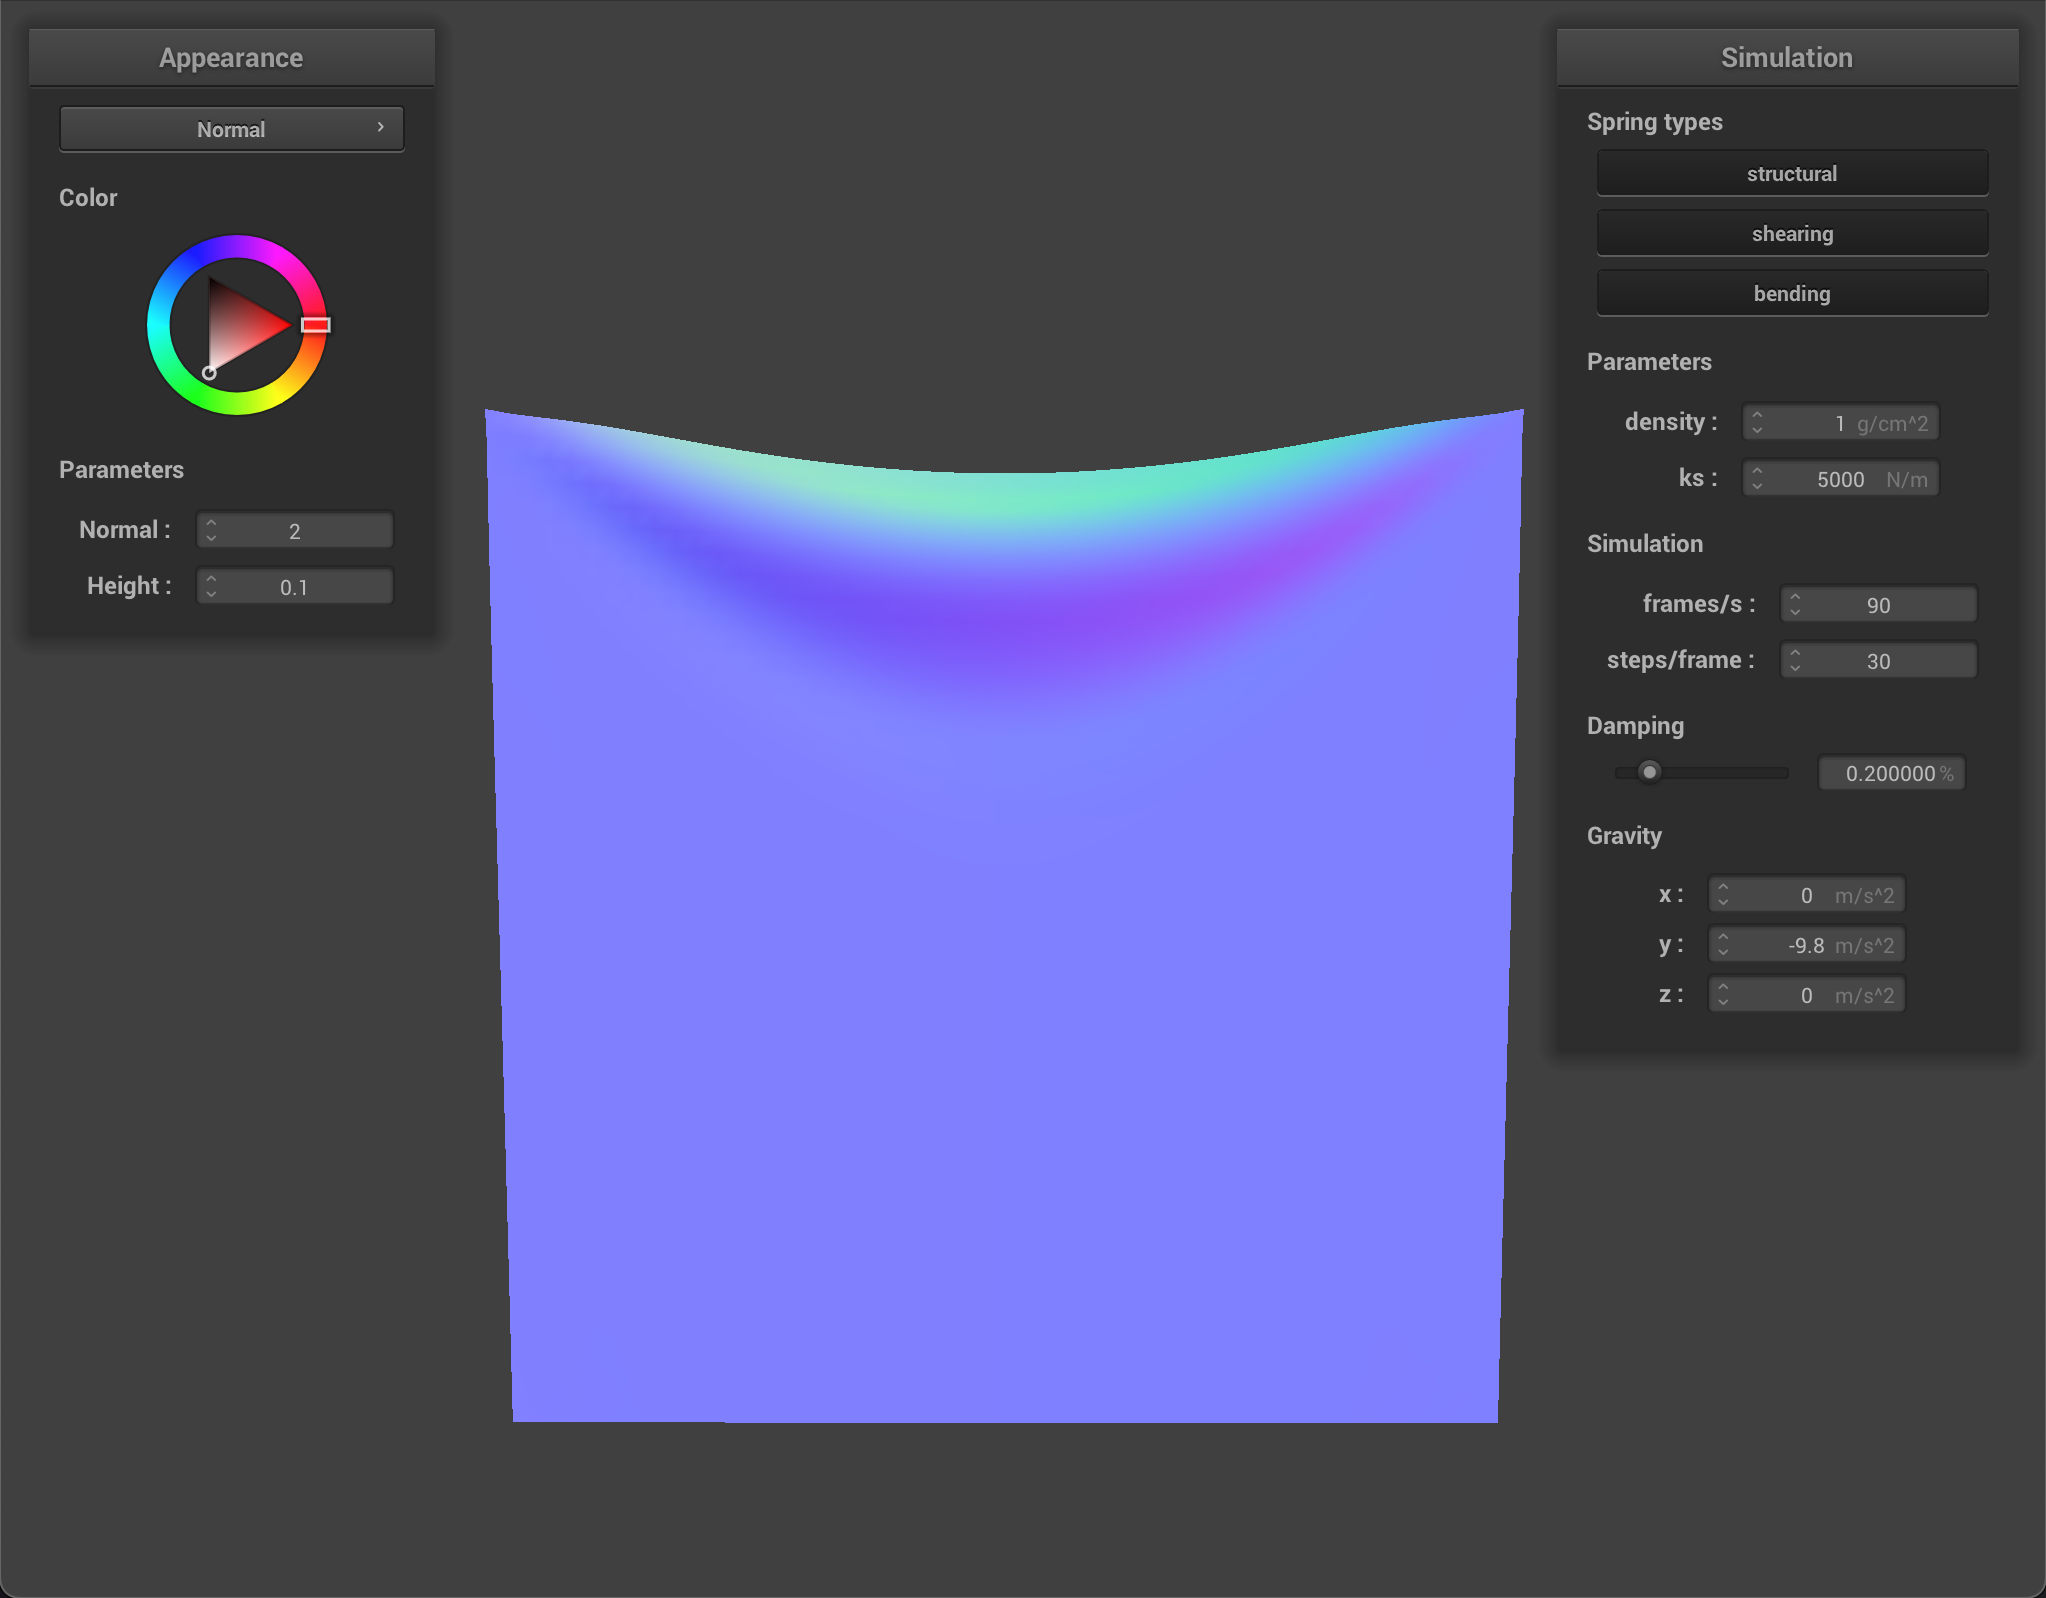 Appearance
Normal
Color
Parameters
Normal : 2
Height : 0.1
Simulation
Spring types
structural
shearing
bending
Parameters
density : 1 g/cm^2
ks : 5000 N/m
Simulation
frames/s : 90
steps/frame : 30
Damping
0.200000 %
Gravity
x : 0 m/s^2
y : -9.8 m/s^2
z : 0 m/s^2